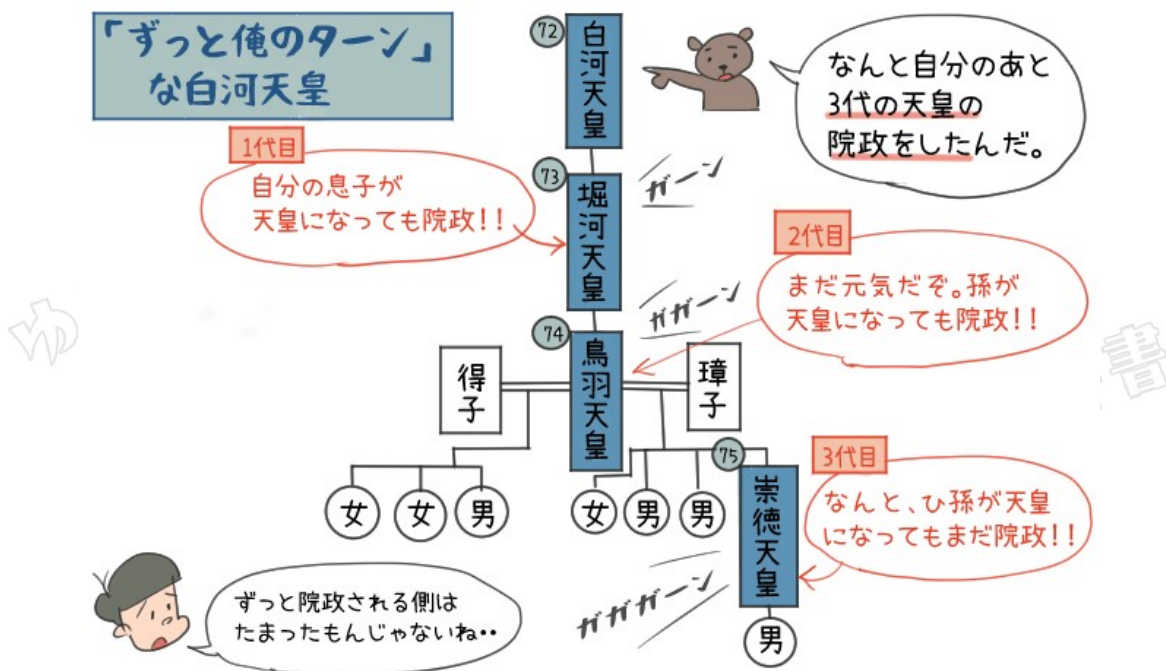 「ずっと俺のターン」
な白河天皇
72
白河天皇
なんと自分のあと
3代の天皇の
院政をしたんだ。
1代目
自分の息子が
天皇になっても院政!!
73
堀河天皇
ガーン
2代目
まだ元気だぞ。孫が
天皇になっても院政!!
ガガーン
74
鳥羽天皇
得子
璋子
ゆ
書
女
女
男
女
男
男
75
崇徳天皇
3代目
なんと、ひ孫が天皇
になってもまだ院政!!
ガガガーン
男
ずっと院政される側は
たまったもんじゃないね••